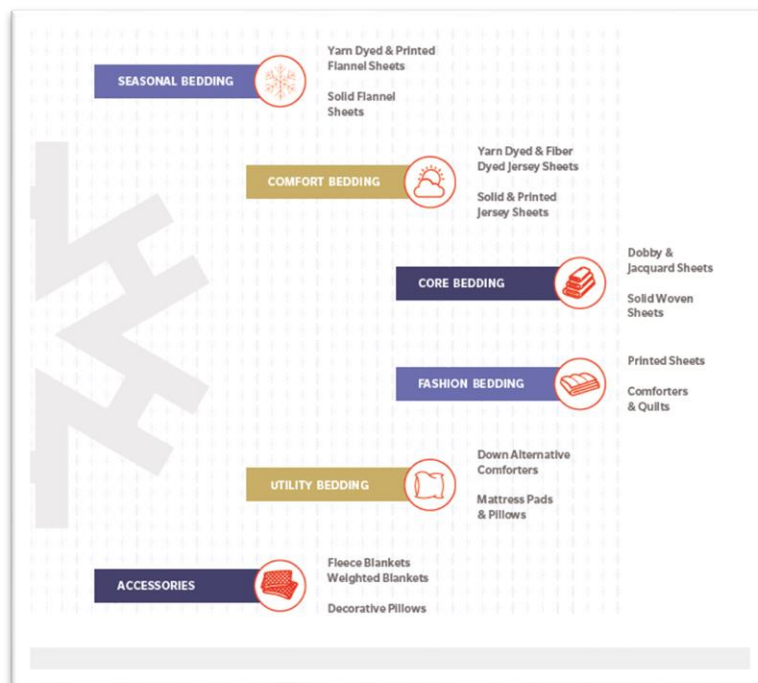 SEASONAL BEDDING
Yarn Dyed & Printed
Flannel Sheets
Solid Flannel
Sheets
COMFORT BEDDING
Yarn Dyed & Fiber
Dyed Jersey Sheets
Solid & Printed
Jersey Sheets
CORE BEDDING
Dobby &
Jacquard Sheets
Solid Woven
Sheets
FASHION BEDDING
Printed Sheets
Comforters
& Quilts
UTILITY BEDDING
Down Alternative
Comforters
Mattress Pads
& Pillows
ACCESSORIES
Fleece Blankets
Weighted Blankets
Decorative Pillows